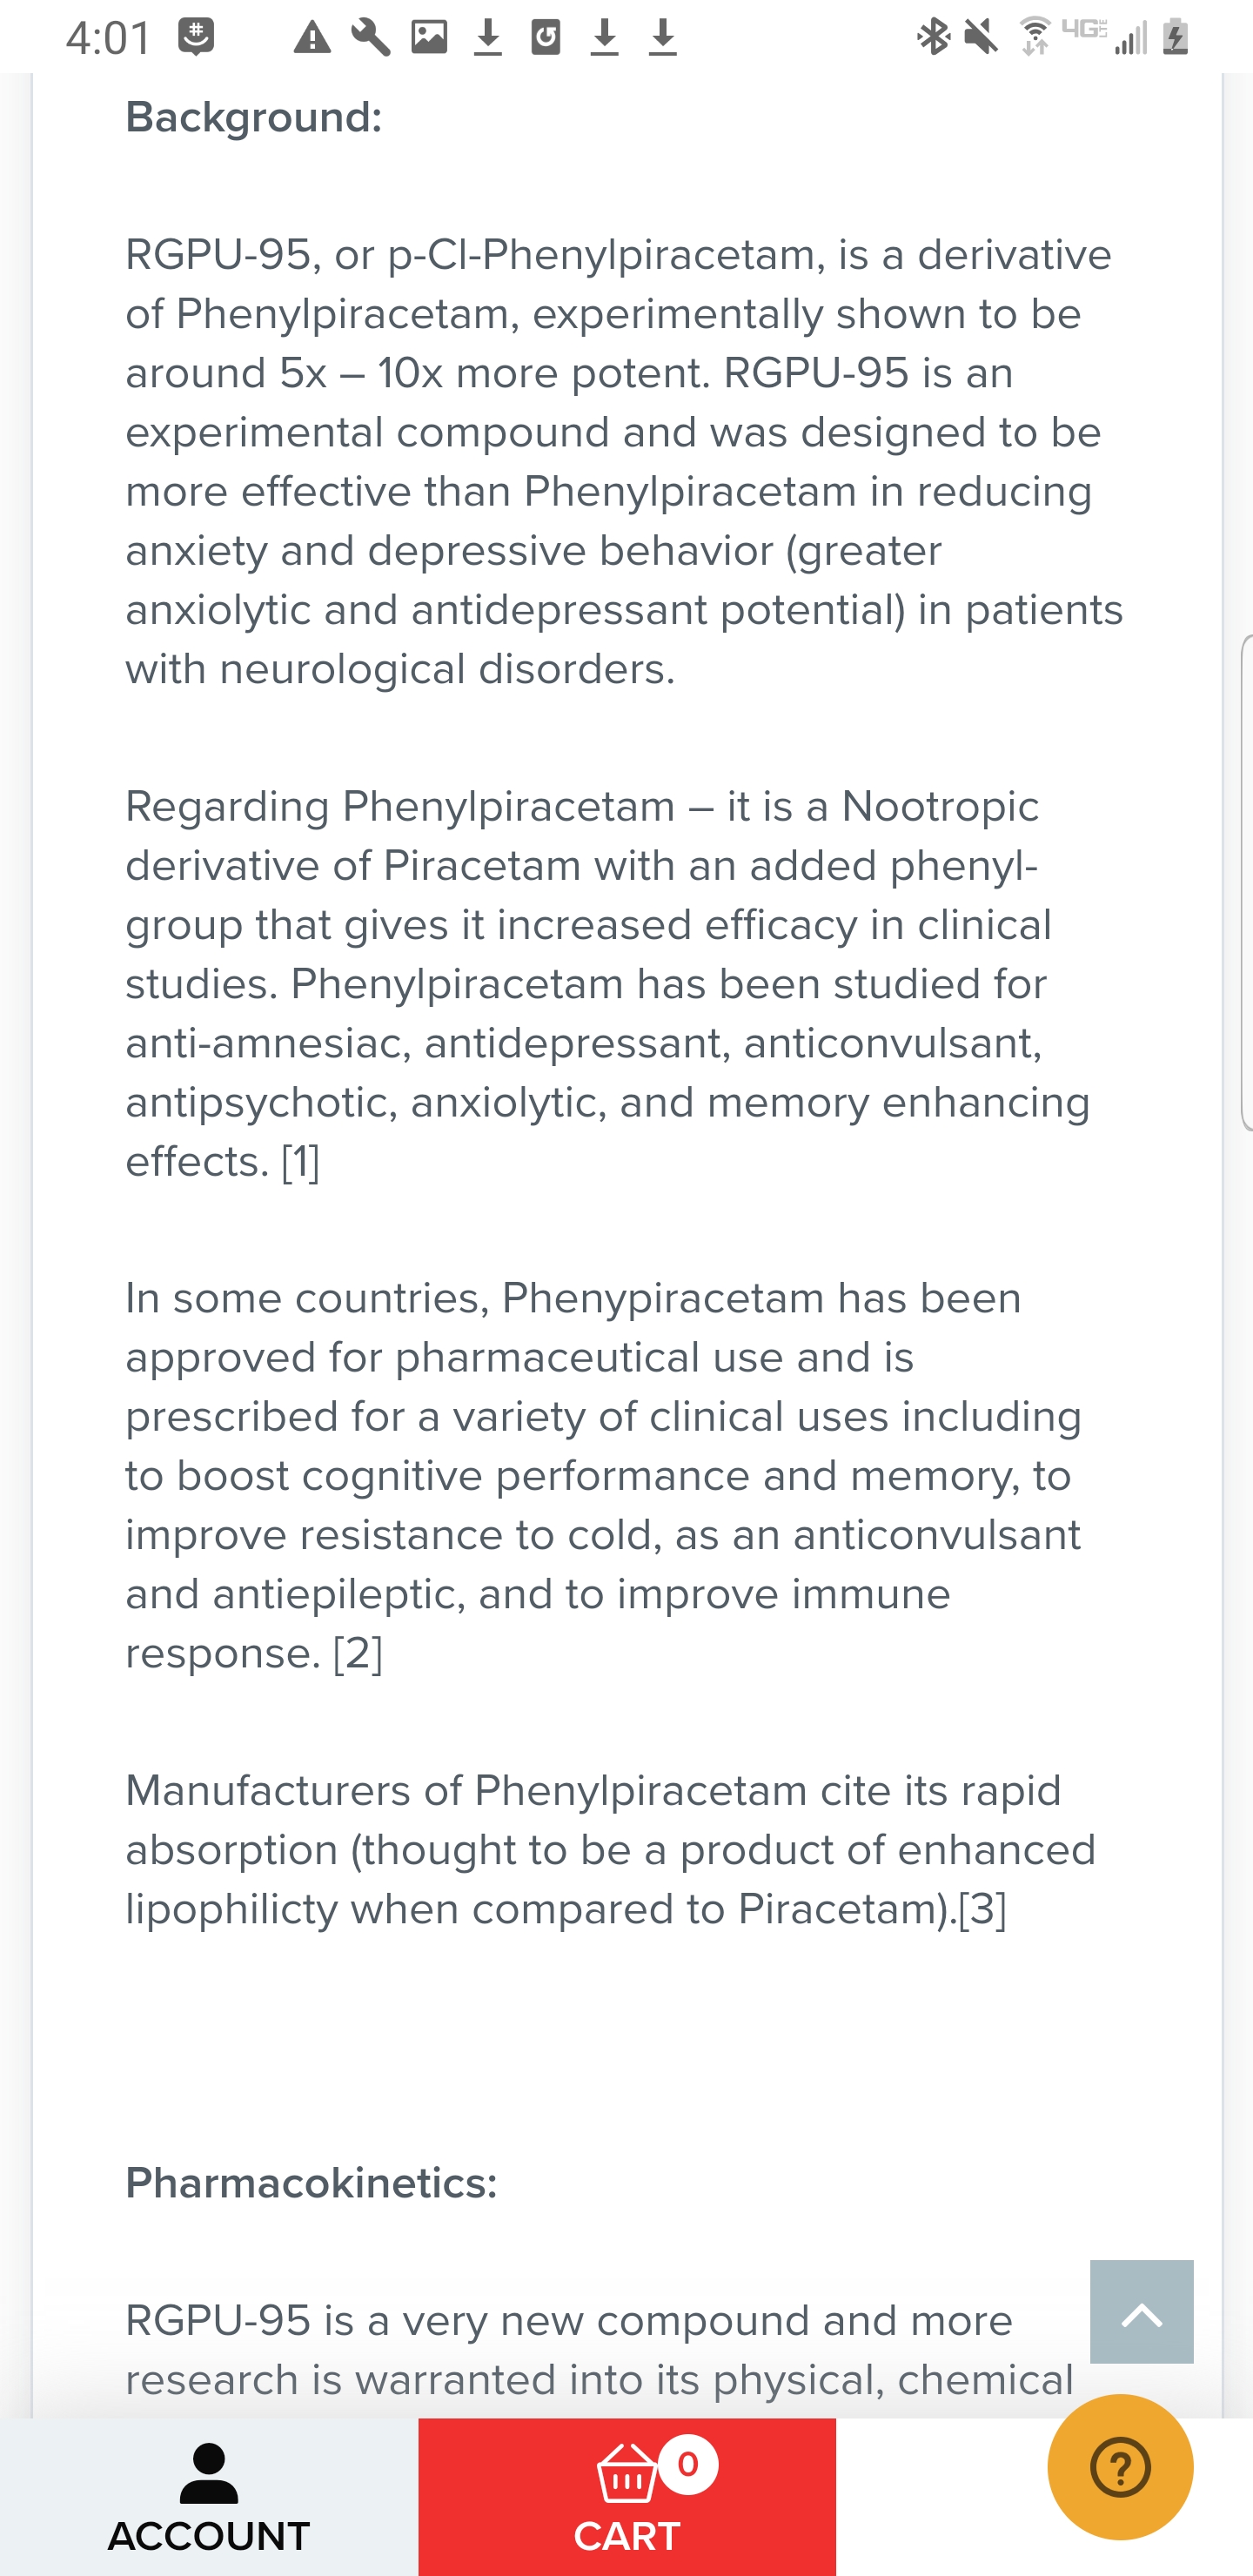 4:01
4G LTE
Background:
RGPU-95, or p-Cl-Phenylpiracetam, is a derivative
of Phenylpiracetam, experimentally shown to be
around 5x – 10x more potent. RGPU-95 is an
experimental compound and was designed to be
more effective than Phenylpiracetam in reducing
anxiety and depressive behavior (greater
anxiolytic and antidepressant potential) in patients
with neurological disorders.
Regarding Phenylpiracetam – it is a Nootropic
derivative of Piracetam with an added phenyl-
group that gives it increased efficacy in clinical
studies. Phenylpiracetam has been studied for
anti-amnesiac, antidepressant, anticonvulsant,
antipsychotic, anxiolytic, and memory enhancing
effects. [1]
In some countries, Phenypiracetam has been
approved for pharmaceutical use and is
prescribed for a variety of clinical uses including
to boost cognitive performance and memory, to
improve resistance to cold, as an anticonvulsant
and antiepileptic, and to improve immune
response. [2]
Manufacturers of Phenylpiracetam cite its rapid
absorption (thought to be a product of enhanced
lipophilicty when compared to Piracetam).[3]
Pharmacokinetics:
RGPU-95 is a very new compound and more
research is warranted into its physical, chemical
0
?
ACCOUNT
CART